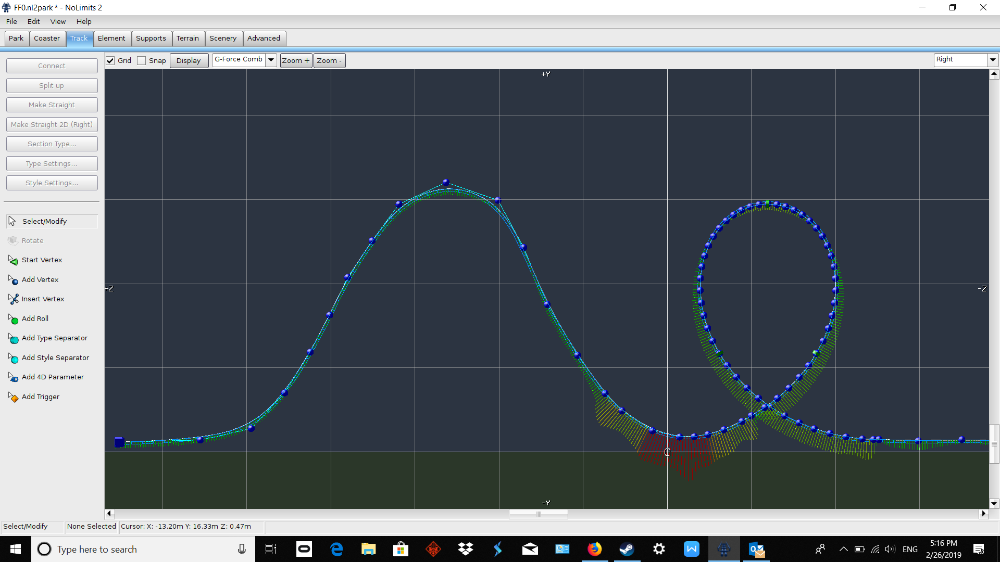 FF0.nl2park * - NoLimits 2
File Edit View Help
Park Coaster Track Element Supports Terrain Scenery Advanced
Grid Snap Display G-Force Comb Zoom + Zoom - Right
Connect
Split up
Make Straight
Make Straight 2D (Right)
Section Type...
Type Settings...
Style Settings...
Select/Modify
Rotate
Start Vertex
Add Vertex
Insert Vertex
Add Roll
Add Type Separator
Add Style Separator
Add 4D Parameter
Add Trigger
+Y
+Z
-Z
0
-Y
Select/Modify None Selected Cursor: X: -13.20m Y: 16.33m Z: 0.47m
Type here to search
ENG
5:16 PM
2/26/2019